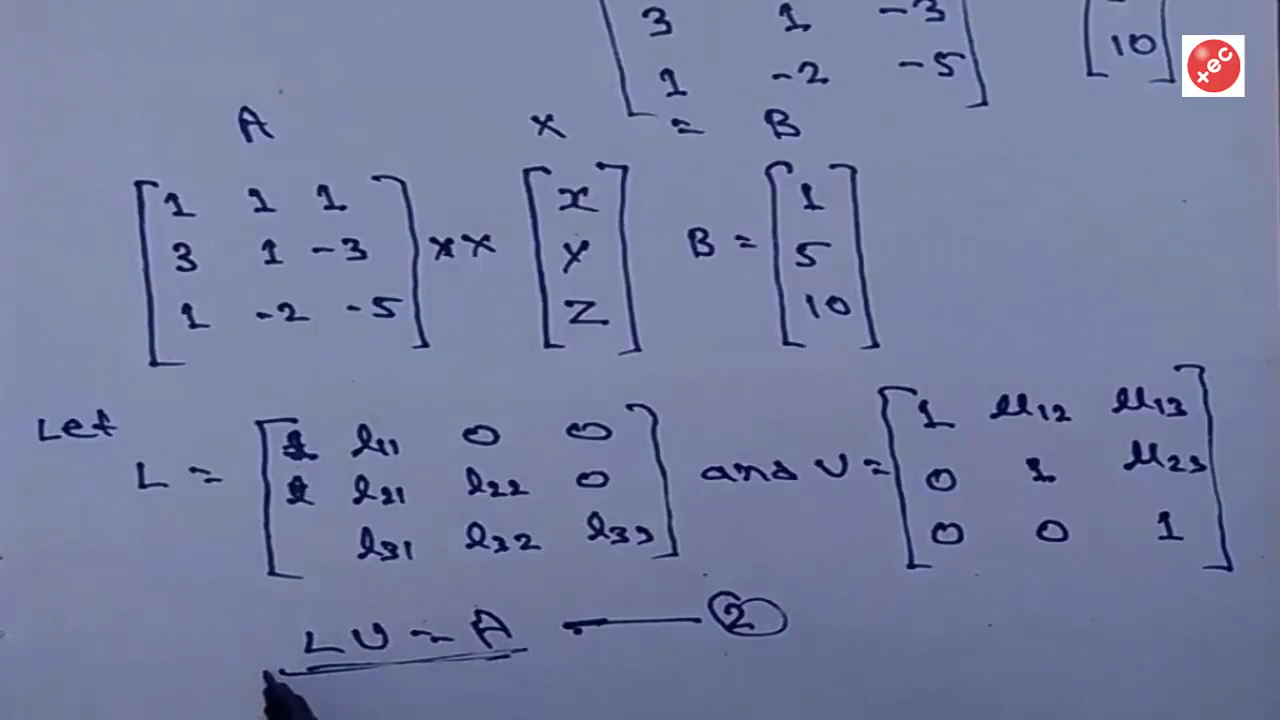 3 1 -3
1 -2 -5
10
xec
A X = B
1 1 1
3 1 -3
1 -2 -5
x
y
z
B =
1
5
10
Let
L =
l11 0 0
l21 l22 0
l31 l32 l33
and U =
1 u12 u13
0 1 u23
0 0 1
LU = A — 2